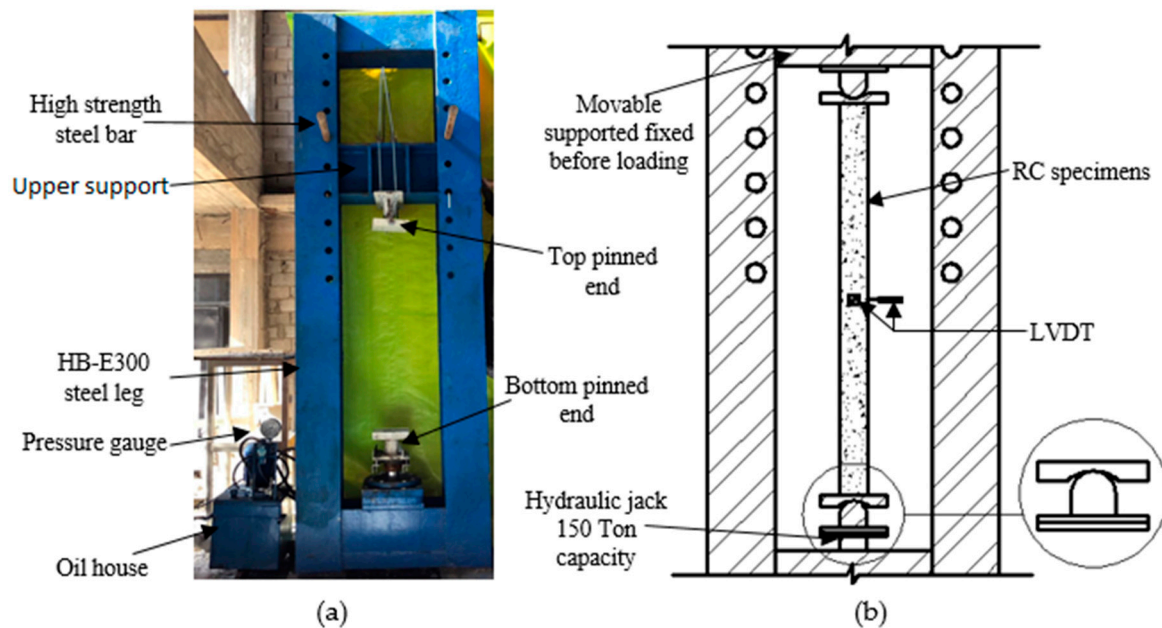 High strength
steel bar
Upper support
HB-E300
steel leg
Pressure gauge
Oil house
Top pinned
end
Bottom pinned
end
(a)
Movable
supported fixed
before loading
RC specimens
LVDT
Hydraulic jack
150 Ton
capacity
(b)